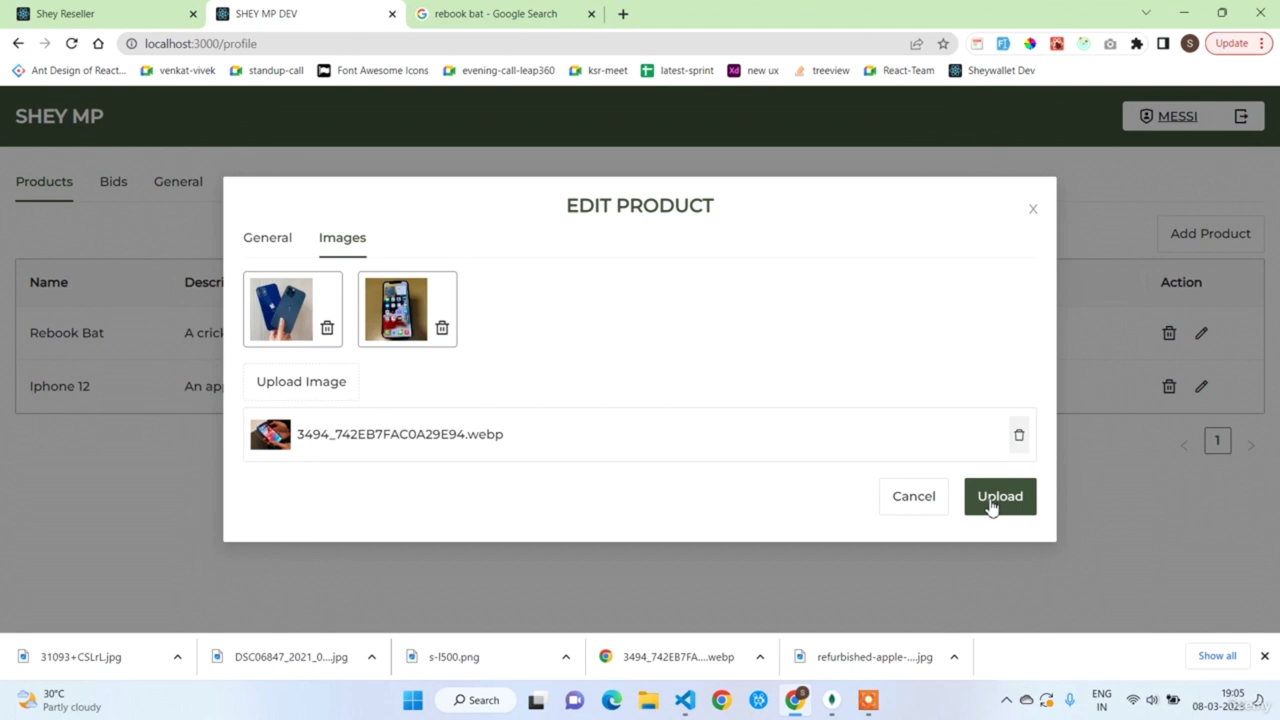 Shey Reseller
SHEY MP DEV
rebook bat - Google Search
localhost:3000/profile
S
Update
Ant Design of React...
venkat-vivek
standup-call
Font Awesome Icons
evening-call-leap360
ksr-meet
latest-sprint
Xd new ux
treeview
React-Team
Sheywallet Dev
SHEY MP
MESSI
Products
Bids
General
EDIT PRODUCT
X
General
Images
Add Product
Name
Descri
Action
Rebook Bat
A crick
Iphone 12
An app
Upload Image
3494_742EB7FAC0A29E94.webp
1
Cancel
Upload
31093+CSLrL.jpg
DSC06847_2021_0....jpg
s-l500.png
3494_742EB7FA....webp
refurbished-apple-....jpg
Show all
30°C
Partly cloudy
Search
ENG
IN
19:05
08-03-2023